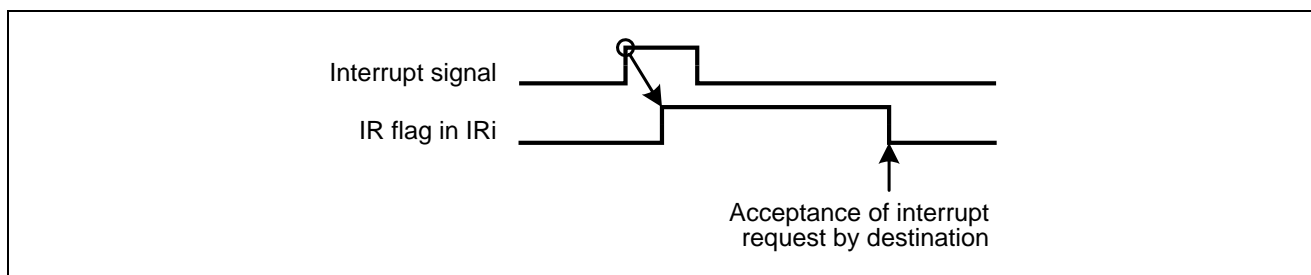 Interrupt signal
IR flag in IRi
Acceptance of interrupt
request by destination